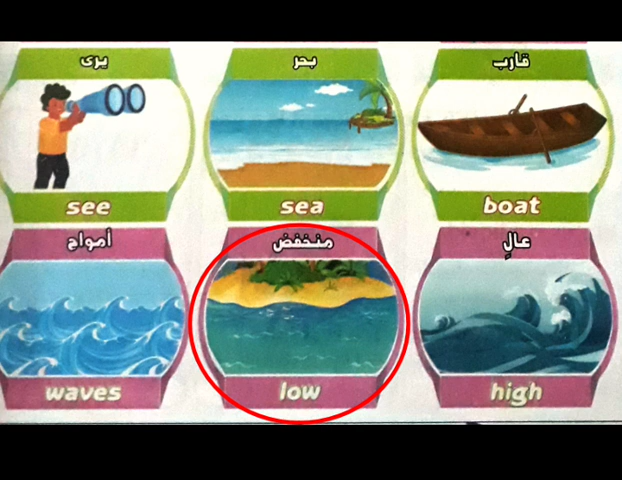 يرى
بحر
قارب
see
sea
boat
أمواج
منخفض
عالٍ
waves
low
high